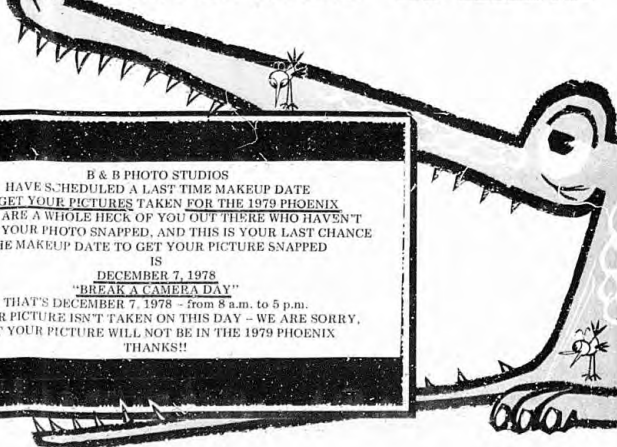 B & B PHOTO STUDIOS
HAVE SCHEDULED A LAST TIME MAKEUP DATE
GET YOUR PICTURES TAKEN FOR THE 1979 PHOENIX
ARE A WHOLE HECK OF YOU OUT THERE WHO HAVEN'T
YOUR PHOTO SNAPPED, AND THIS IS YOUR LAST CHANCE
MAKEUP DATE TO GET YOUR PICTURE SNAPPED
IS
DECEMBER 7, 1978
"BREAK A CAMERA DAY"
THAT'S DECEMBER 7, 1978 - from 8 a.m. to 5 p.m.
PICTURE ISN'T TAKEN ON THIS DAY - WE ARE SORRY,
YOUR PICTURE WILL NOT BE IN THE 1979 PHOENIX
THANKS!!